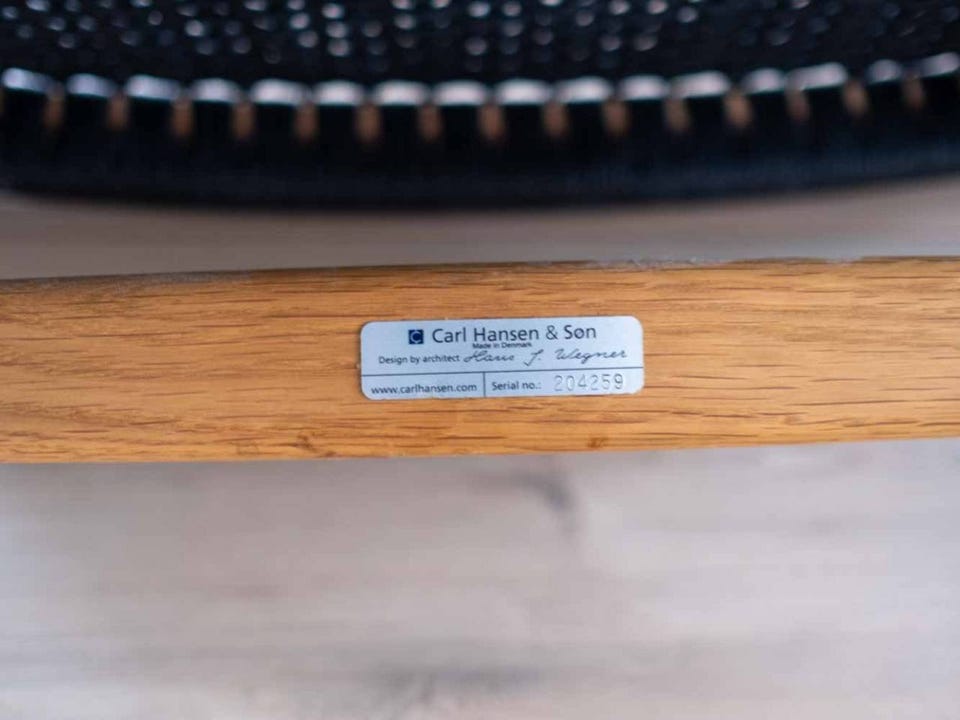 Carl Hansen & Søn
Made in Denmark
Design by architect Hans J. Wegner
www.carlhansen.com Serial no.: 204259